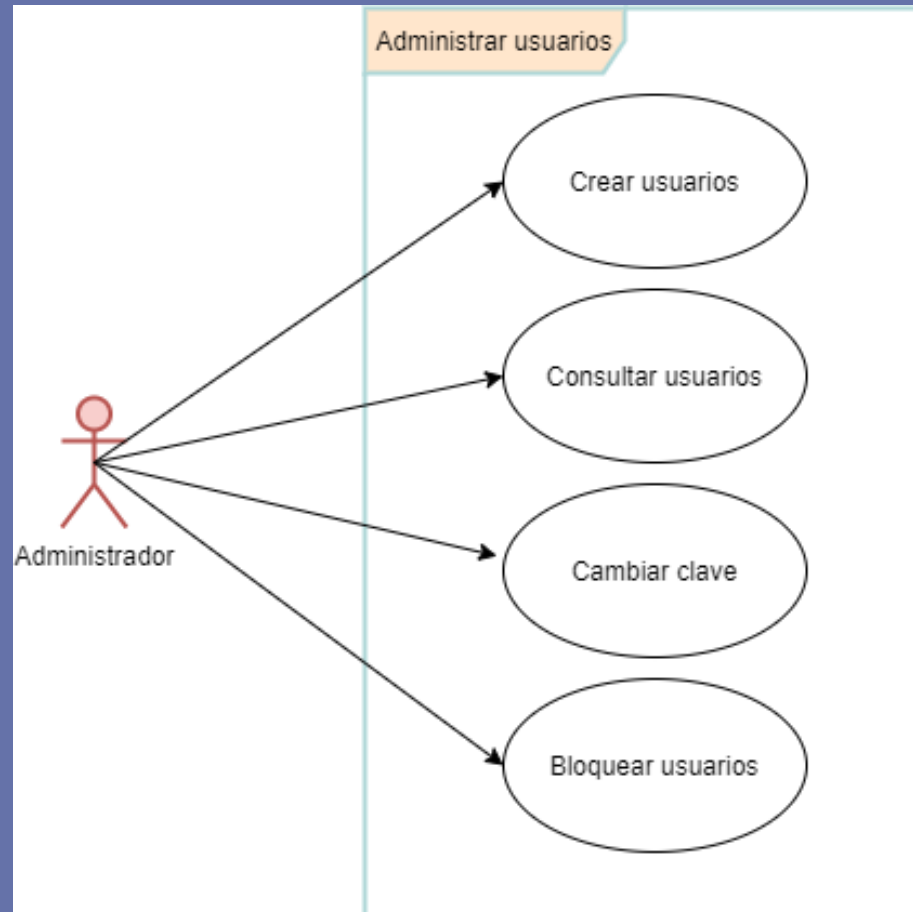 Administrar usuarios
Crear usuarios
Consultar usuarios
Cambiar clave
Administrador
Bloquear usuarios